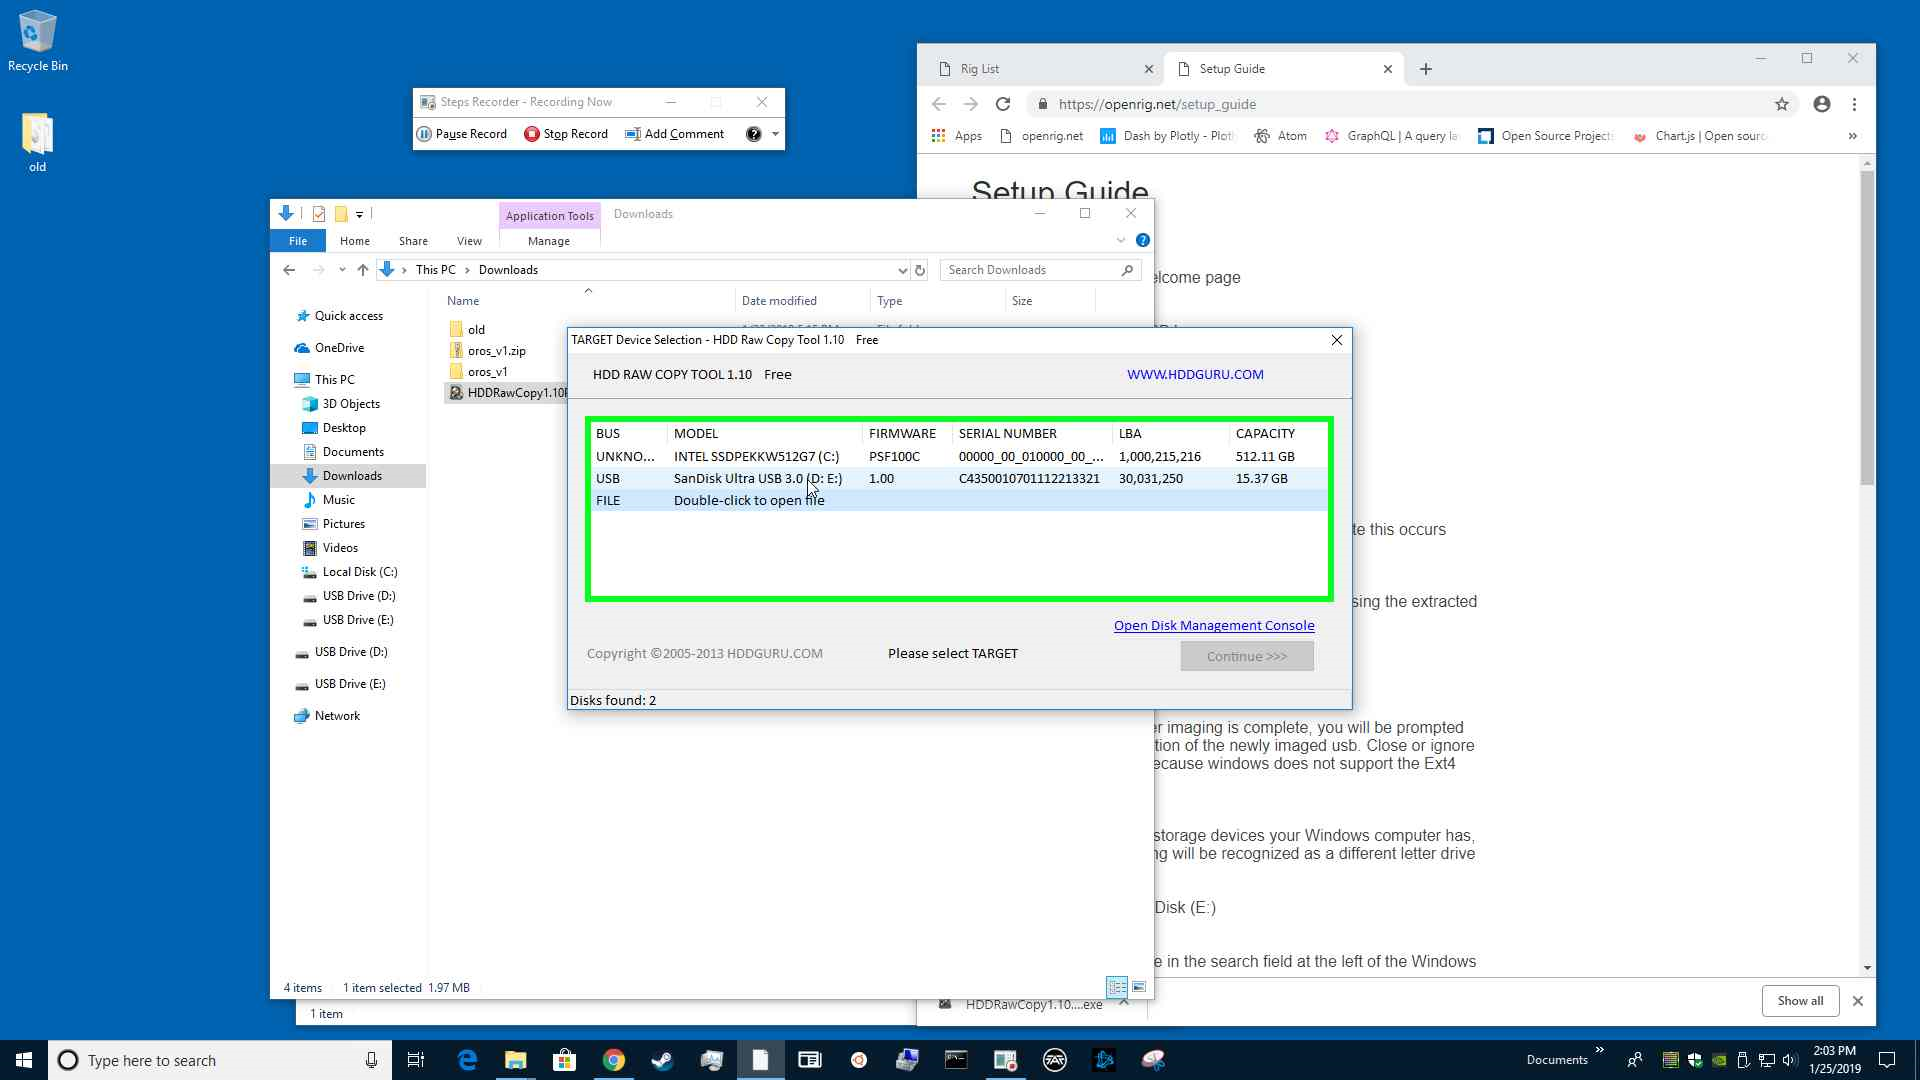 Recycle Bin
old
Steps Recorder - Recording Now
Pause Record
Stop Record
Add Comment
Rig List
Setup Guide
https://openrig.net/setup_guide
Apps
openrig.net
Dash by Plotly - Plot
Atom
GraphQL | A query la
Open Source Project
Chart.js | Open sour
»
Setup Guide
elcome page
te this occurs
sing the extracted
er imaging is complete, you will be prompted
tion of the newly imaged usb. Close or ignore
ecause windows does not support the Ext4
storage devices your Windows computer has,
ng will be recognized as a different letter drive
Disk (E:)
e in the search field at the left of the Windows
HDDRawCopy1.10....exe
Show all
Application Tools
Downloads
File
Home
Share
View
Manage
This PC > Downloads
Search Downloads
Name
Date modified
Type
Size
Quick access
OneDrive
This PC
3D Objects
Desktop
Documents
Downloads
Music
Pictures
Videos
Local Disk (C:)
USB Drive (D:)
USB Drive (E:)
USB Drive (D:)
USB Drive (E:)
Network
old
oros_v1.zip
oros_v1
HDDRawCopy1.10F
4 items 1 item selected 1.97 MB
1 item
TARGET Device Selection - HDD Raw Copy Tool 1.10 Free
HDD RAW COPY TOOL 1.10 Free
WWW.HDDGURU.COM
BUS MODEL FIRMWARE SERIAL NUMBER LBA CAPACITY
UNKNO... INTEL SSDPEKKW512G7 (C:) PSF100C 00000_00_010000_00_... 1,000,215,216 512.11 GB
USB SanDisk Ultra USB 3.0 (D: E:) 1.00 C4350010701112213321 30,031,250 15.37 GB
FILE Double-click to open file
Open Disk Management Console
Copyright ©2005-2013 HDDGURU.COM
Please select TARGET
Continue >>>
Disks found: 2
Type here to search
Documents
»
2:03 PM
1/25/2019